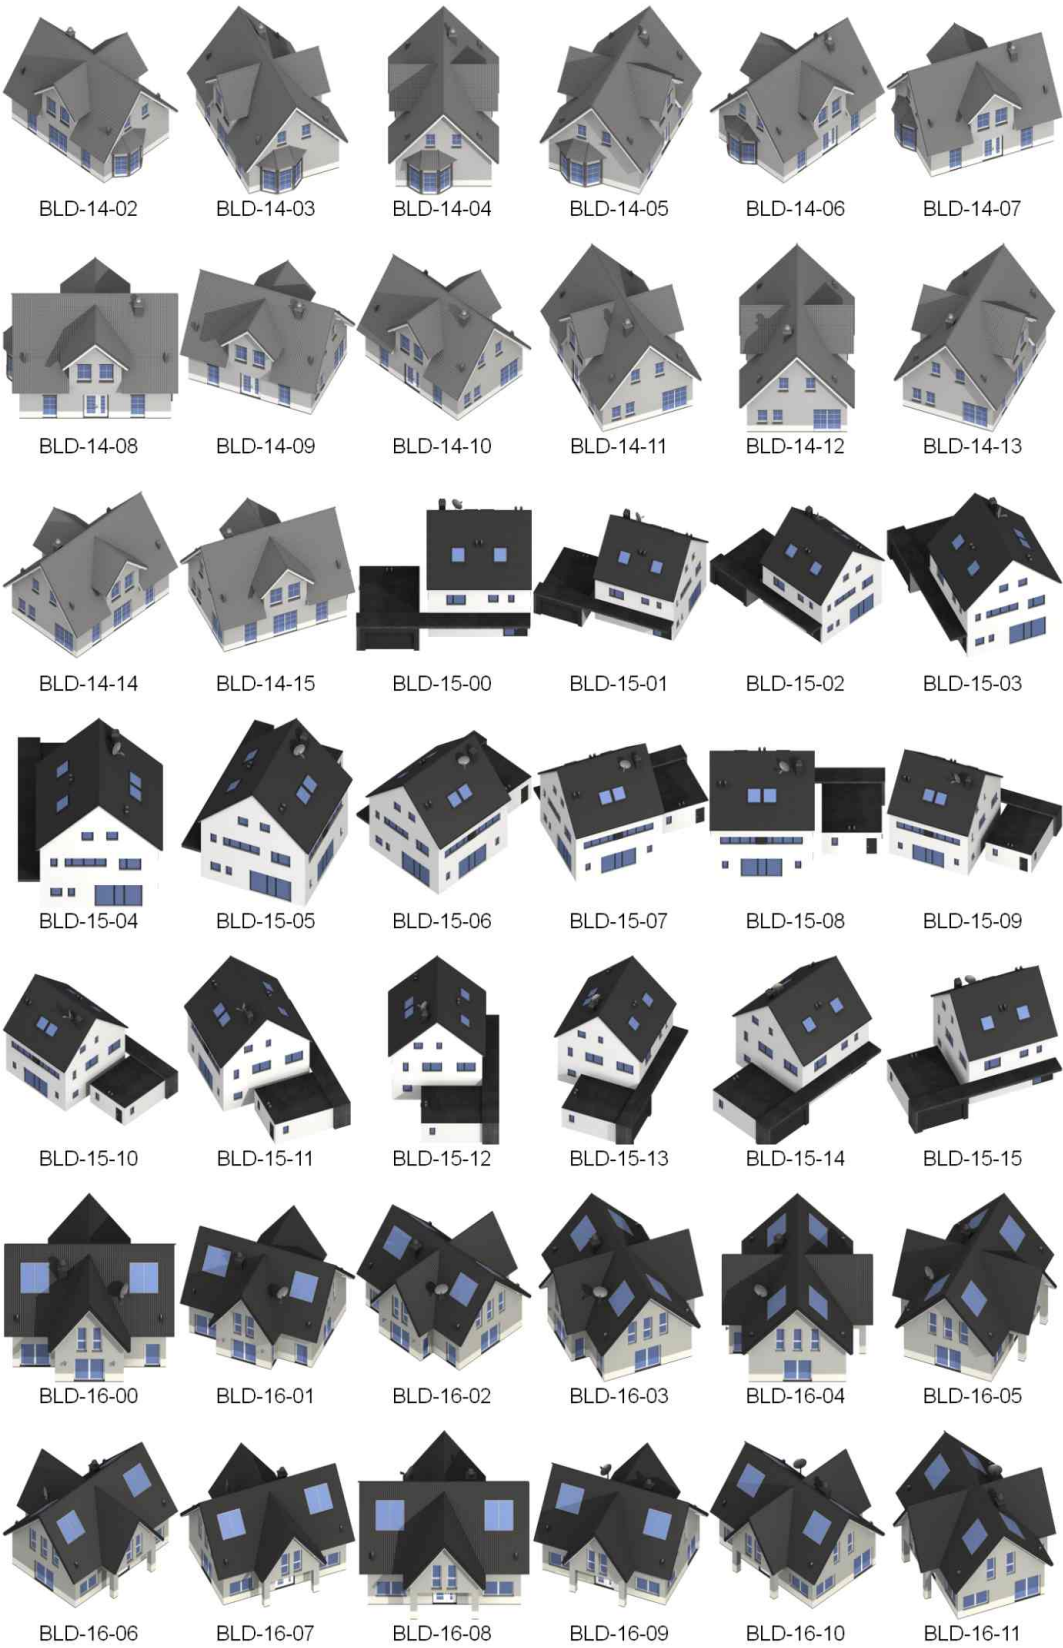 BLD-14-02 BLD-14-03 BLD-14-04 BLD-14-05 BLD-14-06 BLD-14-07
BLD-14-08 BLD-14-09 BLD-14-10 BLD-14-11 BLD-14-12 BLD-14-13
BLD-14-14 BLD-14-15 BLD-15-00 BLD-15-01 BLD-15-02 BLD-15-03
BLD-15-04 BLD-15-05 BLD-15-06 BLD-15-07 BLD-15-08 BLD-15-09
BLD-15-10 BLD-15-11 BLD-15-12 BLD-15-13 BLD-15-14 BLD-15-15
BLD-16-00 BLD-16-01 BLD-16-02 BLD-16-03 BLD-16-04 BLD-16-05
BLD-16-06 BLD-16-07 BLD-16-08 BLD-16-09 BLD-16-10 BLD-16-11